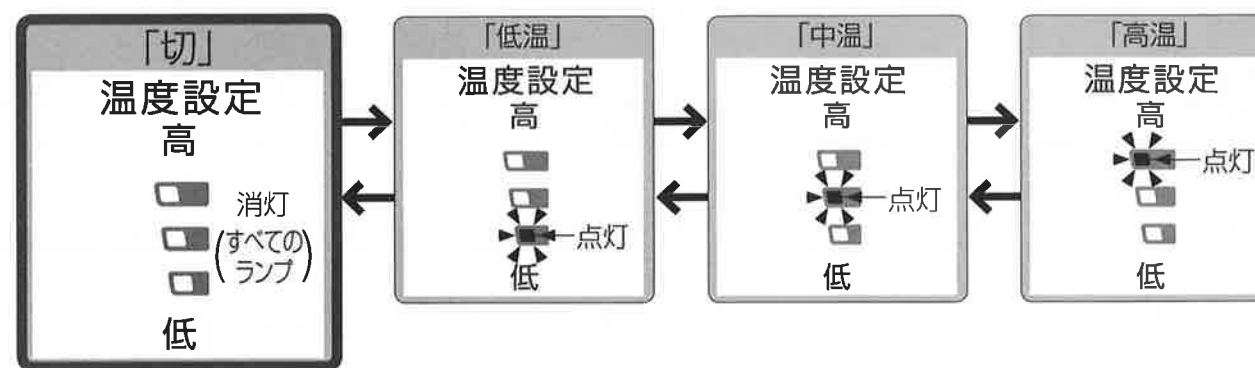 「切」
温度設定
高
消灯
(すべての
ランプ)
低
「低温」
温度設定
高
点灯
低
「中温」
温度設定
高
点灯
低
「高温」
温度設定
高
点灯
低